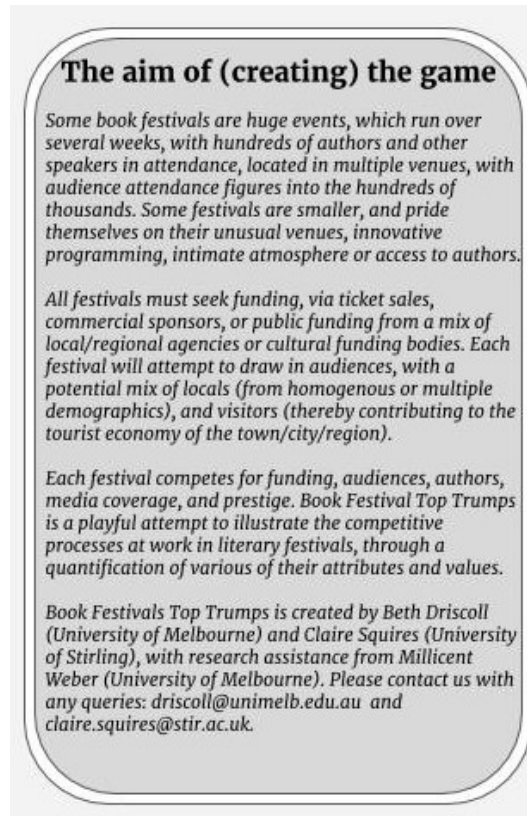 The aim of (creating) the game
Some book festivals are huge events, which run over
several weeks, with hundreds of authors and other
speakers in attendance, located in multiple venues, with
audience attendance figures into the hundreds of
thousands. Some festivals are smaller, and pride
themselves on their unusual venues, innovative
programming, intimate atmosphere or access to authors.
All festivals must seek funding, via ticket sales,
commercial sponsors, or public funding from a mix of
local/regional agencies or cultural funding bodies. Each
festival will attempt to draw in audiences, with a
potential mix of locals (from homogenous or multiple
demographics), and visitors (thereby contributing to the
tourist economy of the town/city/region).
Each festival competes for funding, audiences, authors,
media coverage, and prestige. Book Festival Top Trumps
is a playful attempt to illustrate the competitive
processes at work in literary festivals, through a
quantification of various of their attributes and values.
Book Festivals Top Trumps is created by Beth Driscoll
(University of Melbourne) and Claire Squires (University
of Stirling), with research assistance from Millicent
Weber (University of Melbourne). Please contact us with
any queries: driscoll@unimelb.edu.au and
claire.squires@stir.ac.uk.